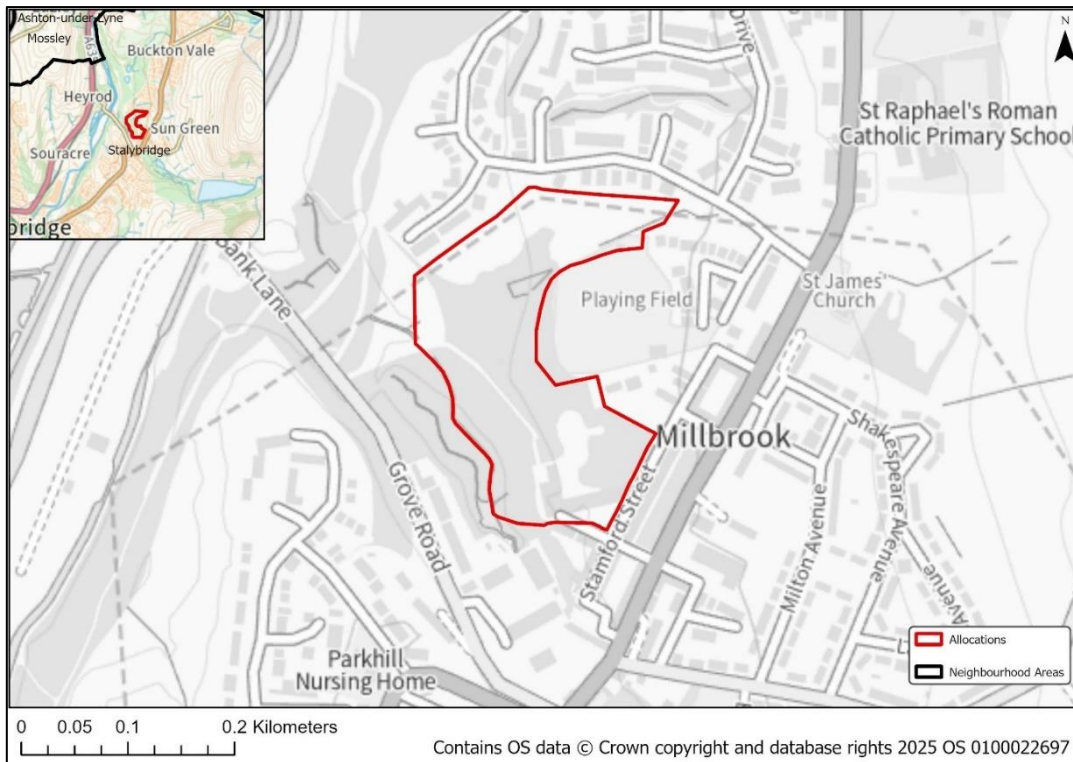 Ashton-under-Lyne
Mossley
A635
Buckton Vale
Heyrod
Sun Green
Souracre
Stalybridge
bridge
N
Drive
St Raphael's Roman
Catholic Primary School
Bank Lane
Playing Field
St James'
Church
Millbrook
Shakespeare Avenue
Grove Road
Stamford Street
Milton Avenue
Avenue
Parkhill
Nursing Home
Allocations
Neighbourhood Areas
0 0.05 0.1 0.2 Kilometers
Contains OS data © Crown copyright and database rights 2025 OS 0100022697